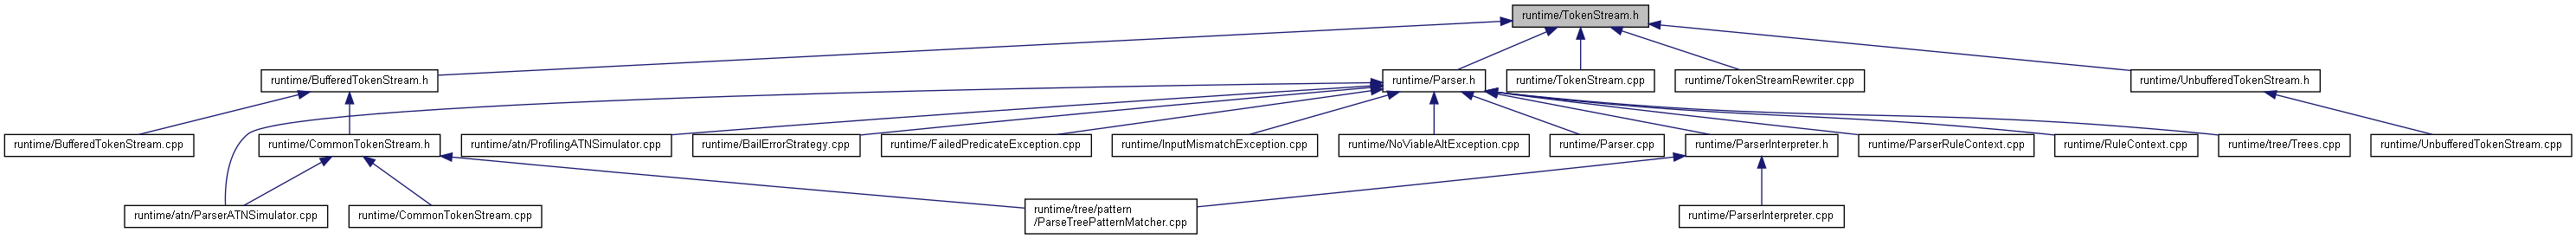 runtime/TokenStream.h
runtime/BufferedTokenStream.h
runtime/Parser.h
runtime/TokenStream.cpp
runtime/TokenStreamRewriter.cpp
runtime/UnbufferedTokenStream.h
runtime/BufferedTokenStream.cpp
runtime/CommonTokenStream.h
runtime/atn/ProfilingATNSimulator.cpp
runtime/BailErrorStrategy.cpp
runtime/FailedPredicateException.cpp
runtime/InputMismatchException.cpp
runtime/NoViableAltException.cpp
runtime/Parser.cpp
runtime/ParserInterpreter.h
runtime/ParserRuleContext.cpp
runtime/RuleContext.cpp
runtime/tree/Trees.cpp
runtime/UnbufferedTokenStream.cpp
runtime/atn/ParserATNSimulator.cpp
runtime/CommonTokenStream.cpp
runtime/tree/pattern
/ParseTreePatternMatcher.cpp
runtime/ParserInterpreter.cpp